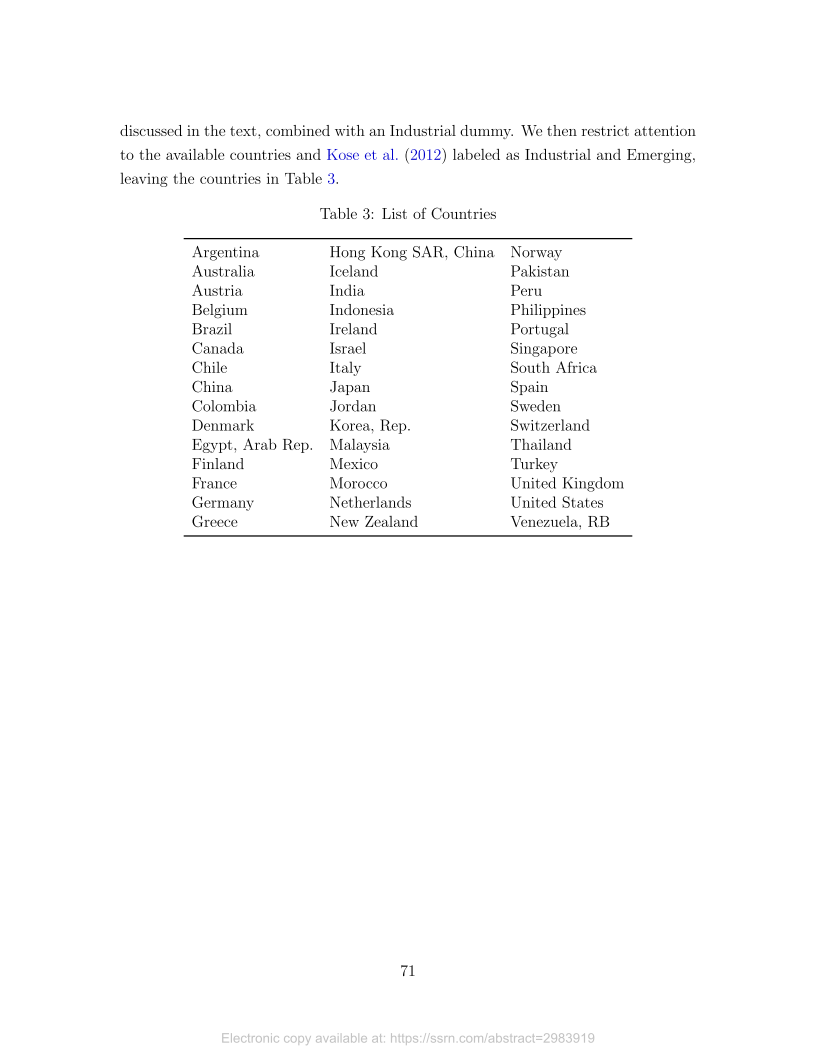 discussed in the text, combined with an Industrial dummy. We then restrict attention
to the available countries and Kose et al. (2012) labeled as Industrial and Emerging,
leaving the countries in Table 3.
Table 3: List of Countries
Argentina Hong Kong SAR, China Norway
Australia Iceland Pakistan
Austria India Peru
Belgium Indonesia Philippines
Brazil Ireland Portugal
Canada Israel Singapore
Chile Italy South Africa
China Japan Spain
Colombia Jordan Sweden
Denmark Korea, Rep. Switzerland
Egypt, Arab Rep. Malaysia Thailand
Finland Mexico Turkey
France Morocco United Kingdom
Germany Netherlands United States
Greece New Zealand Venezuela, RB
71
Electronic copy available at: https://ssrn.com/abstract=2983919